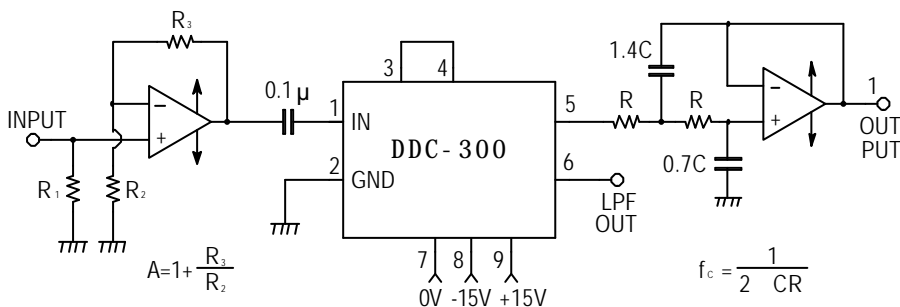 R3
3
4
1.4C
0.1μ
1
IN
5
R
R
1
INPUT
−
+
−
+
DDC-300
OUT
PUT
2
GND
6
0.7C
R1
R2
LPF
OUT
A=1+ R3/R2
7
8
9
0V
-15V
+15V
fc = 1/2 CR